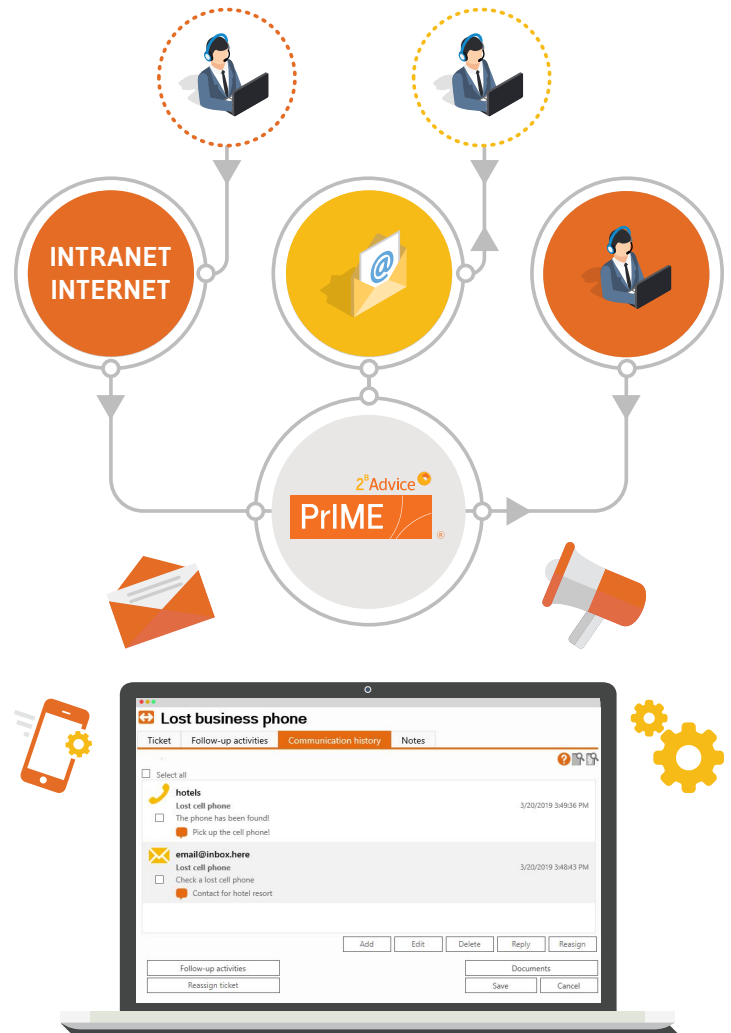 INTRANET
INTERNET
@
2BAdvice
PrIME
®
Lost business phone
Ticket Follow-up activities Communication history Notes
?
Select all
hotels
Lost cell phone 3/20/2019 3:49:36 PM
The phone has been found!
Pick up the cell phone!
email@inbox.here
Lost cell phone 3/20/2019 3:48:43 PM
Check a lost cell phone
Contact for hotel resort
Add Edit Delete Reply Reasign
Follow-up activities Documents
Reassign ticket Save Cancel